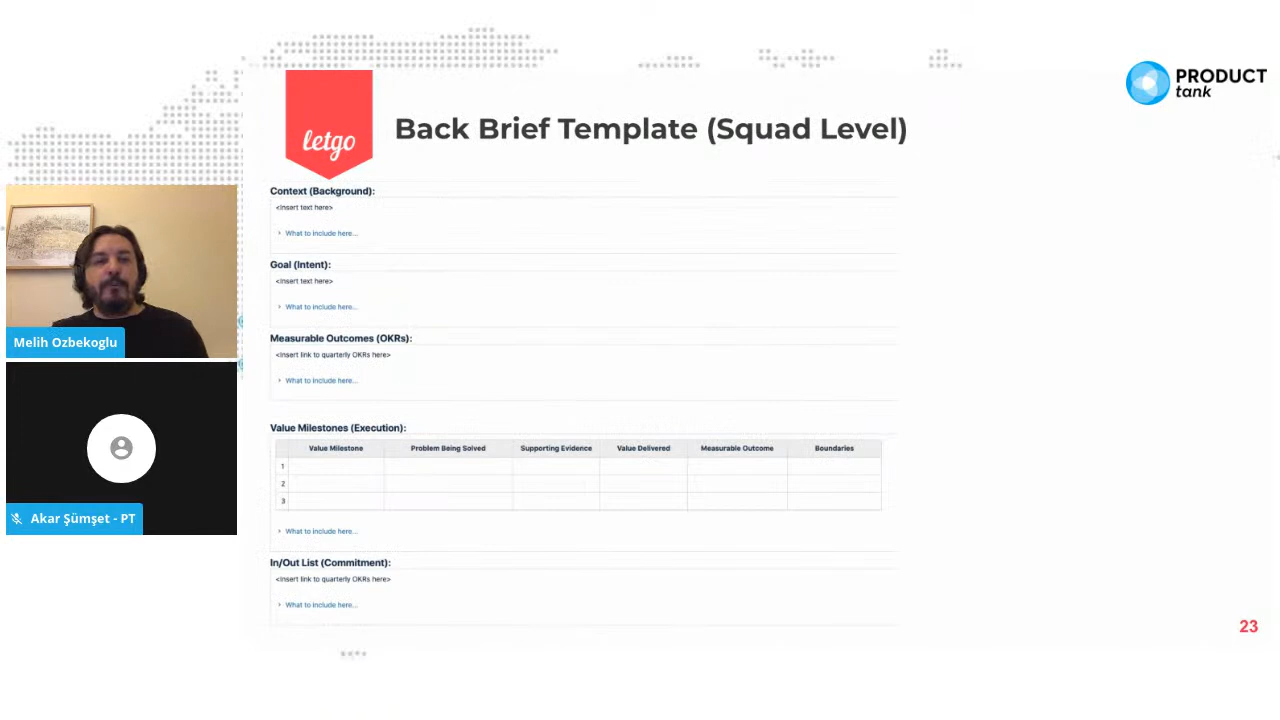 PRODUCT
tank
letgo
Back Brief Template (Squad Level)
Context (Background):
<Insert text here>
› What to include here...
Goal (Intent):
<Insert text here>
› What to include here...
Measurable Outcomes (OKRs):
<Insert link to quarterly OKRs here>
› What to include here...
Value Milestones (Execution):
Value Milestone Problem Being Solved Supporting Evidence Value Delivered Measurable Outcome Boundaries
1
2
3
› What to include here...
In/Out List (Commitment):
<Insert link to quarterly OKRs here>
› What to include here...
Melih Ozbekoglu
Akar Şümşet - PT
23